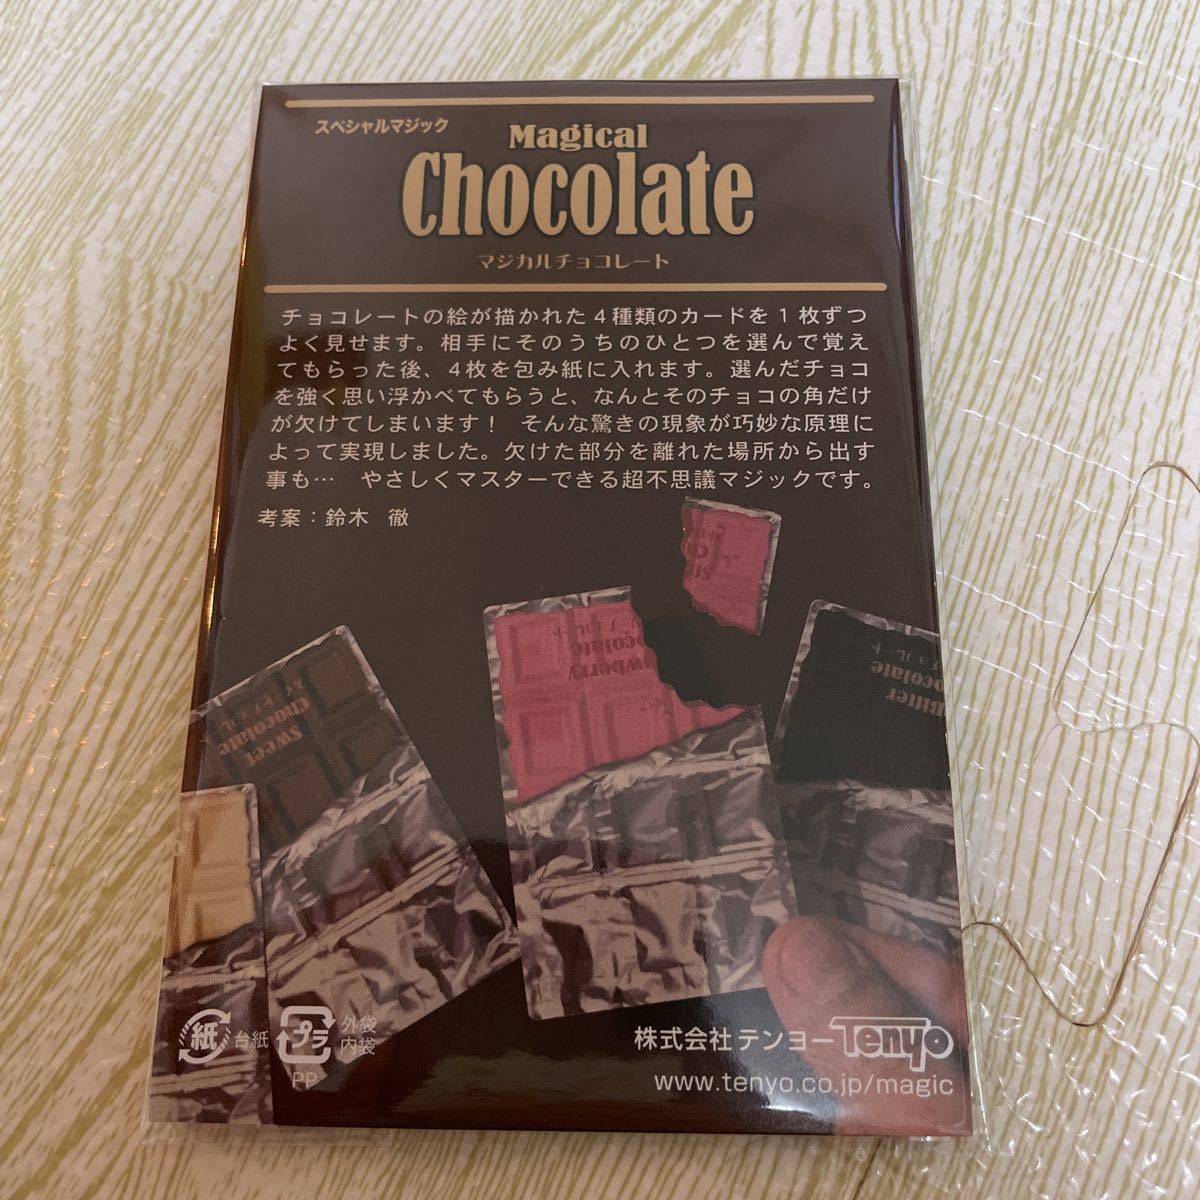 スペシャルマジック
Magical
Chocolate
マジカルチョコレート
チョコレートの絵が描かれた4種類のカードを1枚ずつ
よく見せます。相手にそのうちのひとつを選んで覚え
てもらった後、4枚を包み紙に入れます。選んだチョコ
を強く思い浮かべてもらうと、なんとそのチョコの角だけ
が欠けてしまいます! そんな驚きの現象が巧妙な原理に
よって実現しました。欠けた部分を離れた場所から出す
事も… やさしくマスターできる超不思議マジックです。
考案:鈴木 徹
Sweet
Chocolate
Bitter
紙
台紙
プラ
外袋
内袋
PP
株式会社テンヨー Tenyo
www.tenyo.co.jp/magic